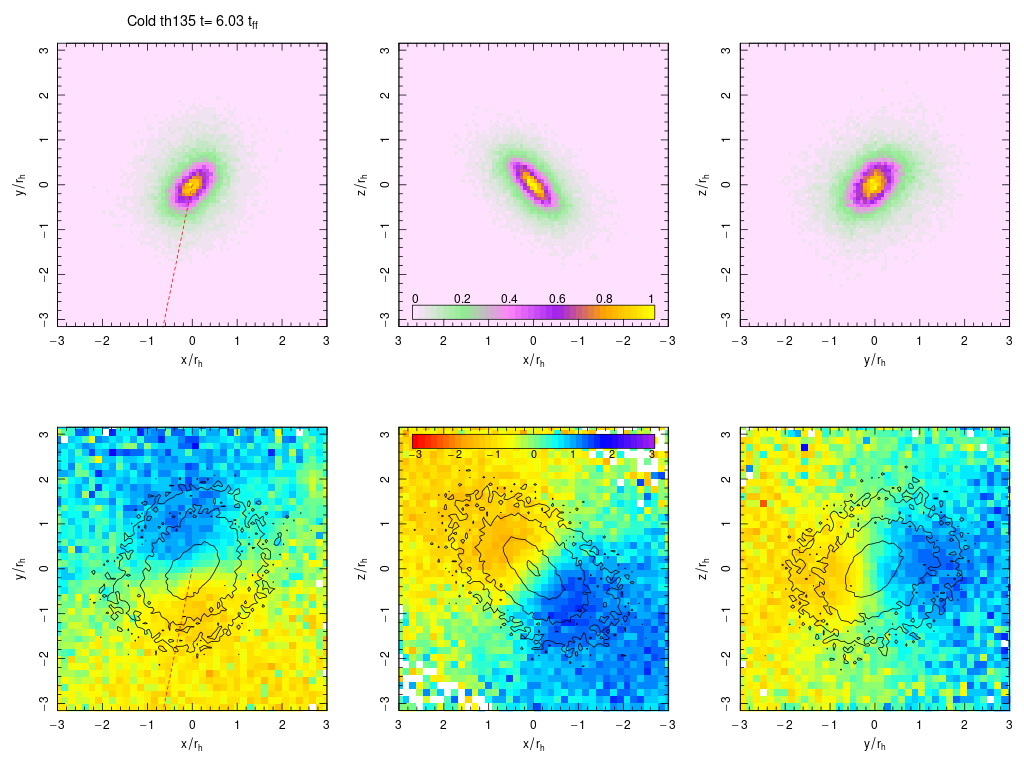 Cold th135 t= 6.03 t_ff
3 3 3
2 2 2
1 1 1
y/r_h 0 z/r_h 0 z/r_h 0
−1 −1 −1
−2 −2 −2
0 0.2 0.4 0.6 0.8 1
−3 −3 −3
−3 −2 −1 0 1 2 3 3 2 1 0 −1 −2 −3 −3 −2 −1 0 1 2 3
x/r_h x/r_h y/r_h
3 3 3
−3 −2 −1 0 1 2 3
2 2 2
1 1 1
y/r_h 0 z/r_h 0 z/r_h 0
−1 −1 −1
−2 −2 −2
−3 −3 −3
−3 −2 −1 0 1 2 3 3 2 1 0 −1 −2 −3 −3 −2 −1 0 1 2 3
x/r_h x/r_h y/r_h